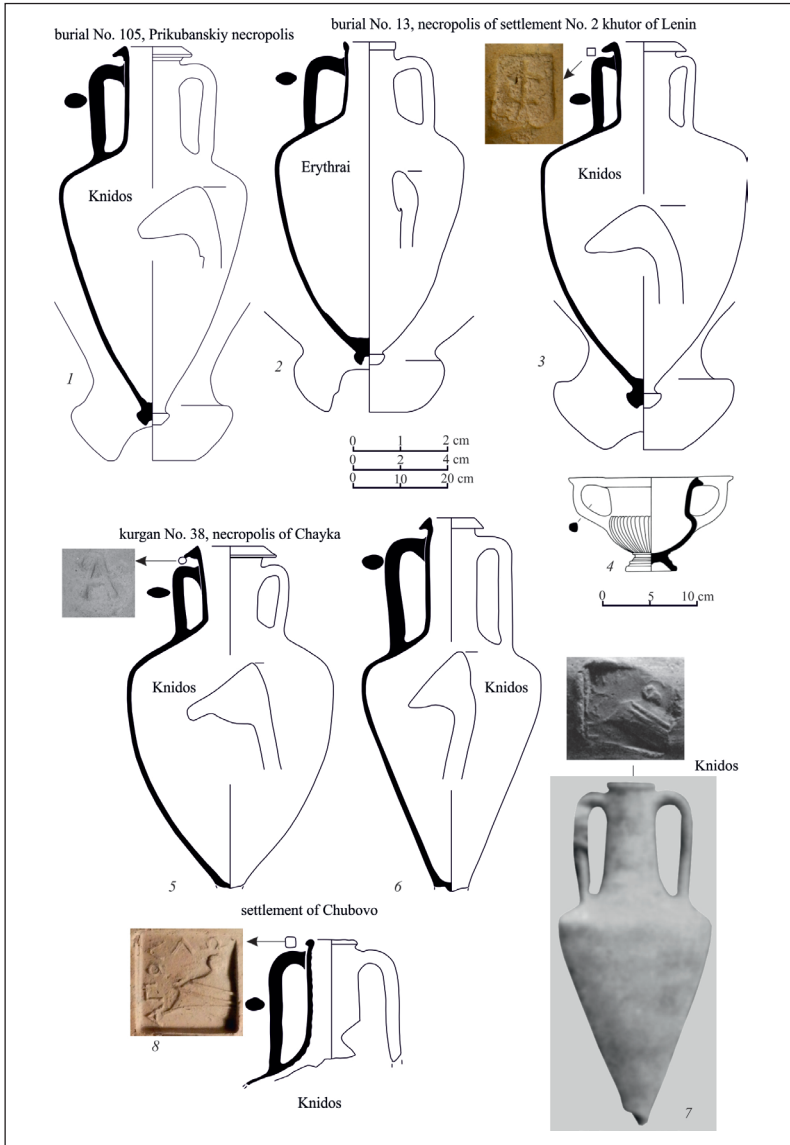 burial No. 105, Prikubanskiy necropolis
burial No. 13, necropolis of settlement No. 2 khutor of Lenin
Knidos
Erythrai
Knidos
1
2
3
0 1 2 cm
0 2 4 cm
0 10 20 cm
4
0 5 10 cm
kurgan No. 38, necropolis of Chayka
A
Knidos
Knidos
Knidos
5
6
settlement of Chubovo
8
7
Knidos